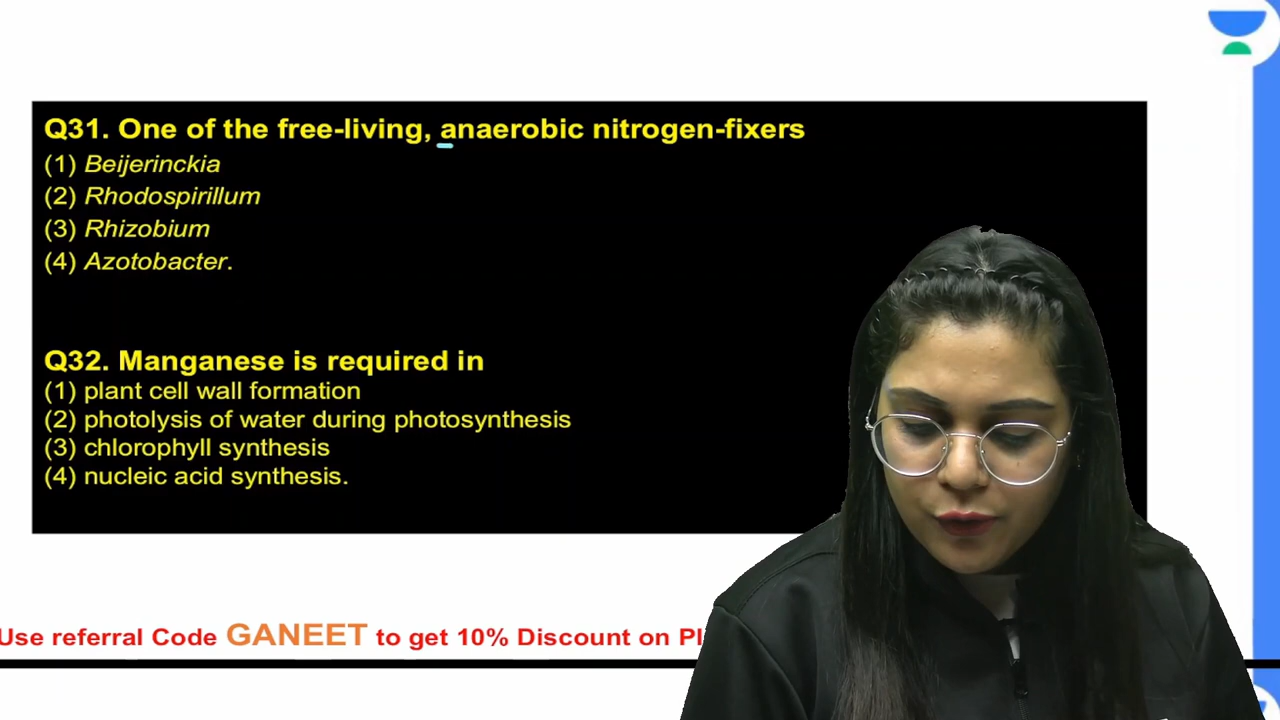 Q31. One of the free-living, anaerobic nitrogen-fixers
(1) Beijerinckia
(2) Rhodospirillum
(3) Rhizobium
(4) Azotobacter.
Q32. Manganese is required in
(1) plant cell wall formation
(2) photolysis of water during photosynthesis
(3) chlorophyll synthesis
(4) nucleic acid synthesis.
Use referral Code GANEET to get 10% Discount on